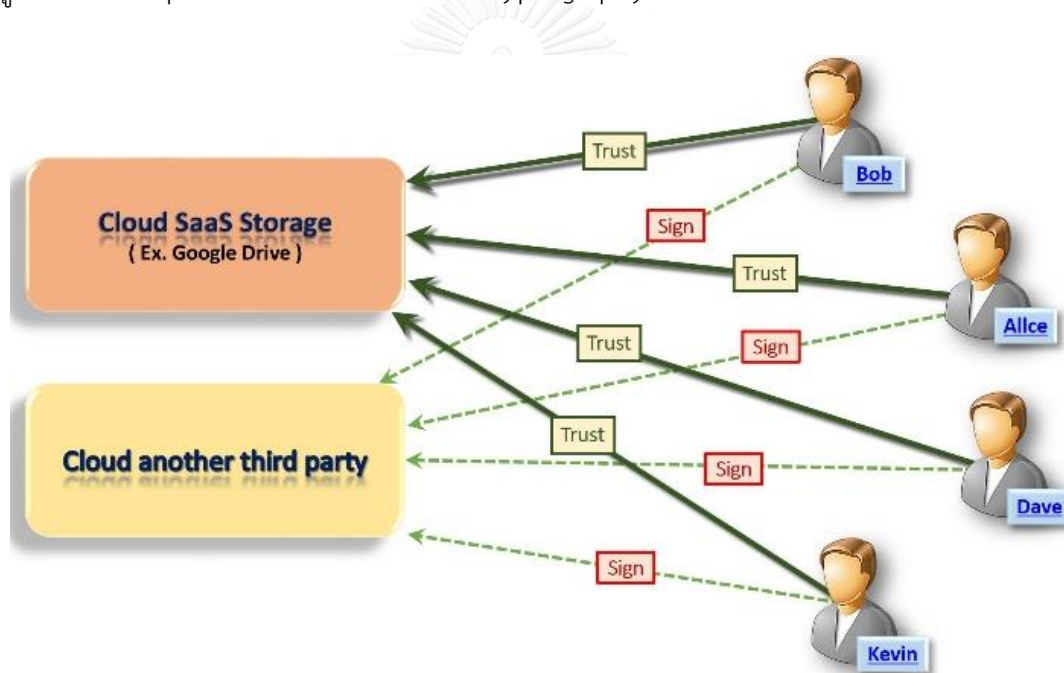 Cloud SaaS Storage
( Ex. Google Drive )
Cloud another third party
Trust
Bob
Sign
Trust
Alice
Trust
Sign
Dave
Trust
Sign
Sign
Kevin